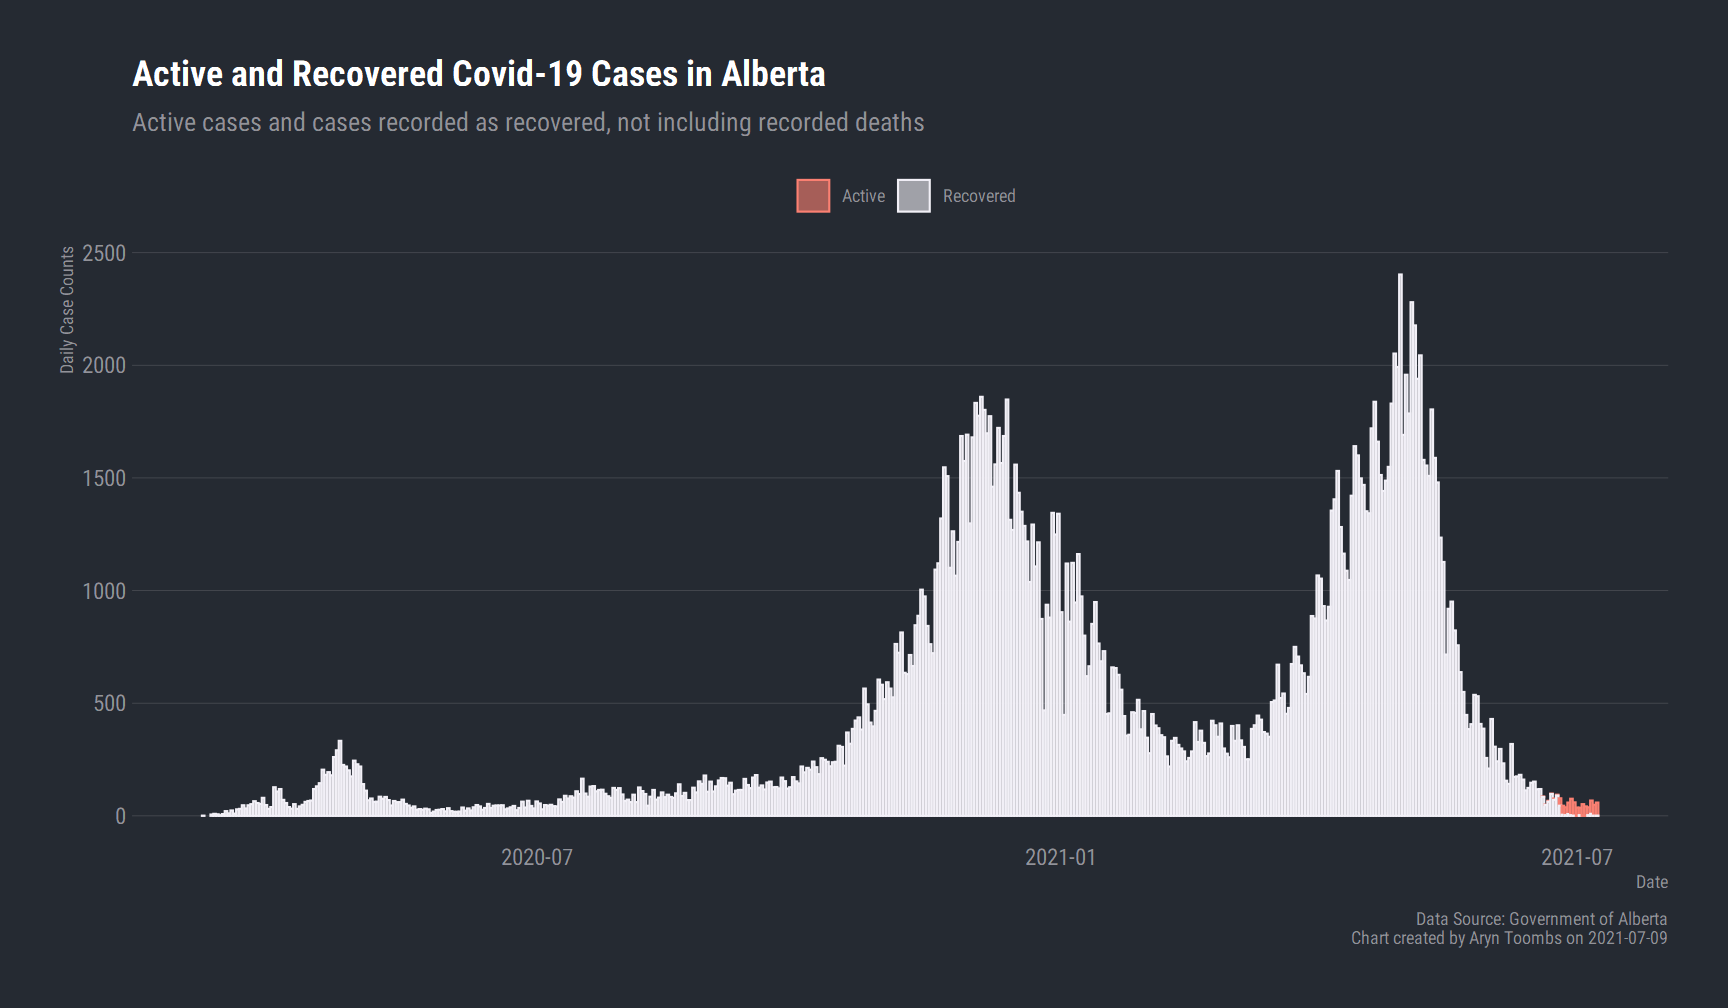 Active and Recovered Covid-19 Cases in Alberta
Active cases and cases recorded as recovered, not including recorded deaths
Active
Recovered
Daily Case Counts
2500
2000
1500
1000
500
0
2020-07
2021-01
2021-07
Date
Data Source: Government of Alberta
Chart created by Aryn Toombs on 2021-07-09